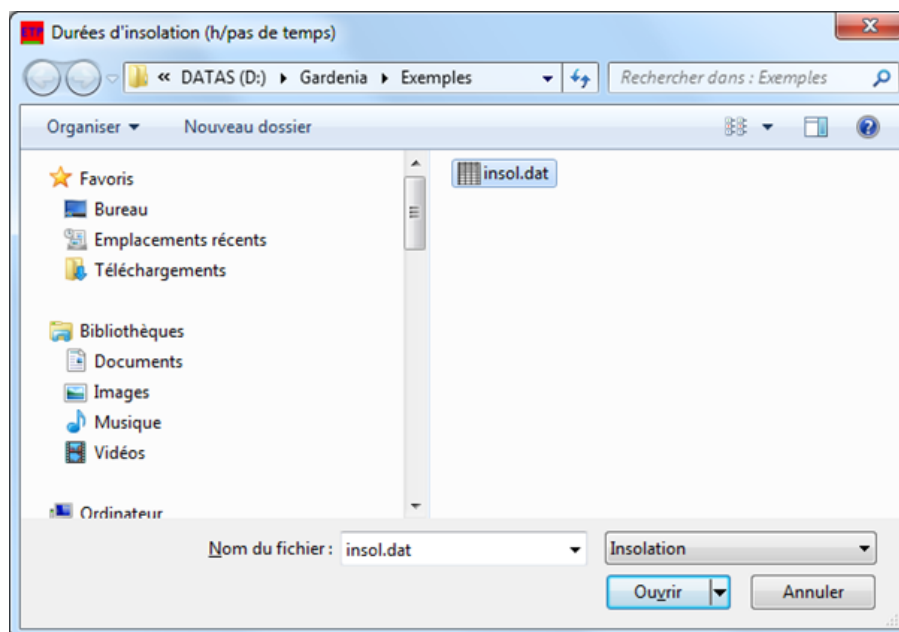 ETP Durées d'insolation (h/pas de temps)
« DATAS (D:) Gardenia Exemples Rechercher dans : Exemples
Organiser Nouveau dossier
Favoris
Bureau
Emplacements récents
Téléchargements
Bibliothèques
Documents
Images
Musique
Vidéos
Ordinateur
insol.dat
Nom du fichier : insol.dat Insolation
Ouvrir Annuler